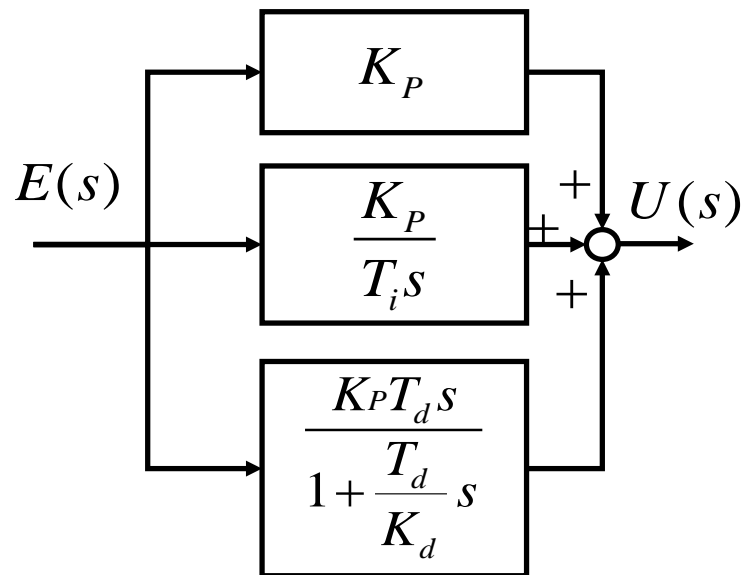 K_P
E(s)
K_P
T_i s
+
+
+
U(s)
K_P T_d s
1 + T_d/K_d s